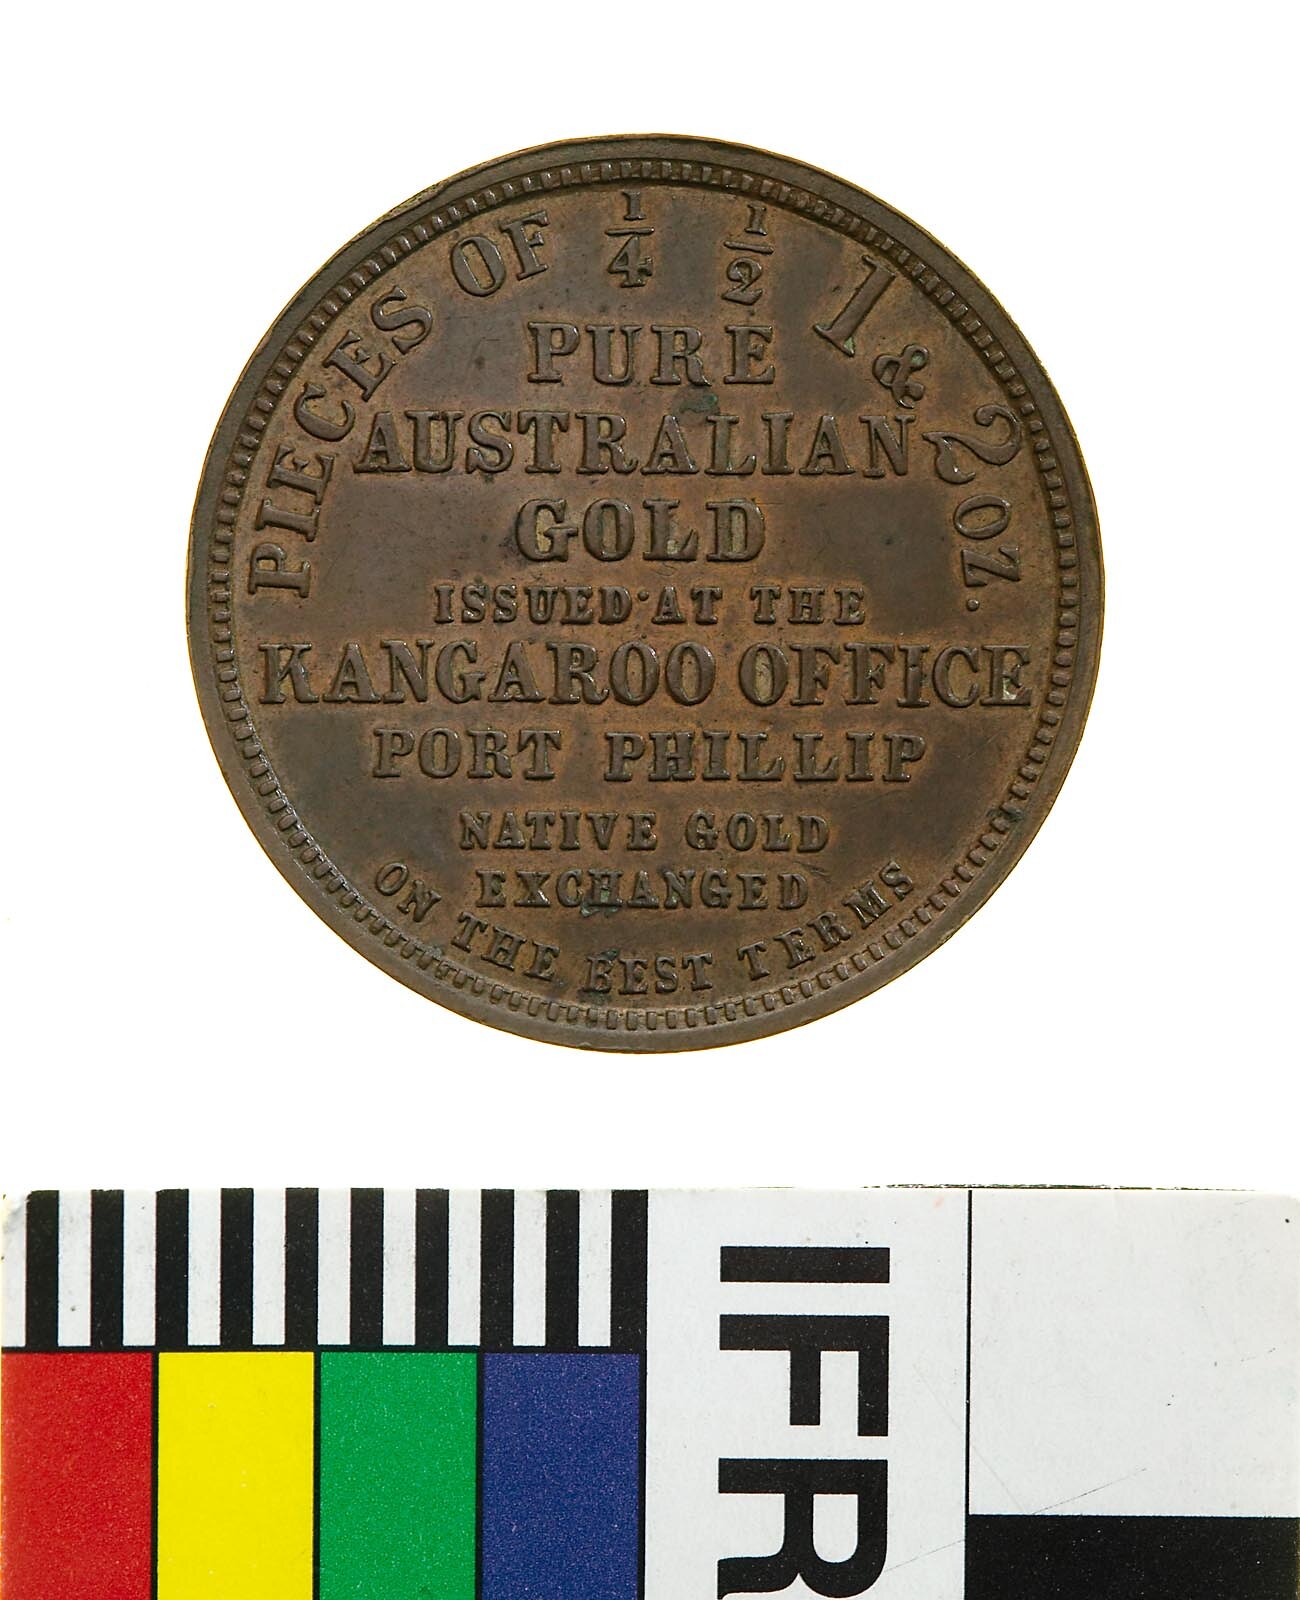 PIECES OF 1/4 1/2 1 & 2 OZ.
PURE
AUSTRALIAN
GOLD
ISSUED·AT THE
KANGAROO OFFICE
PORT PHILLIP
NATIVE GOLD
EXCHANGED
ON THE BEST TERMS
IFR